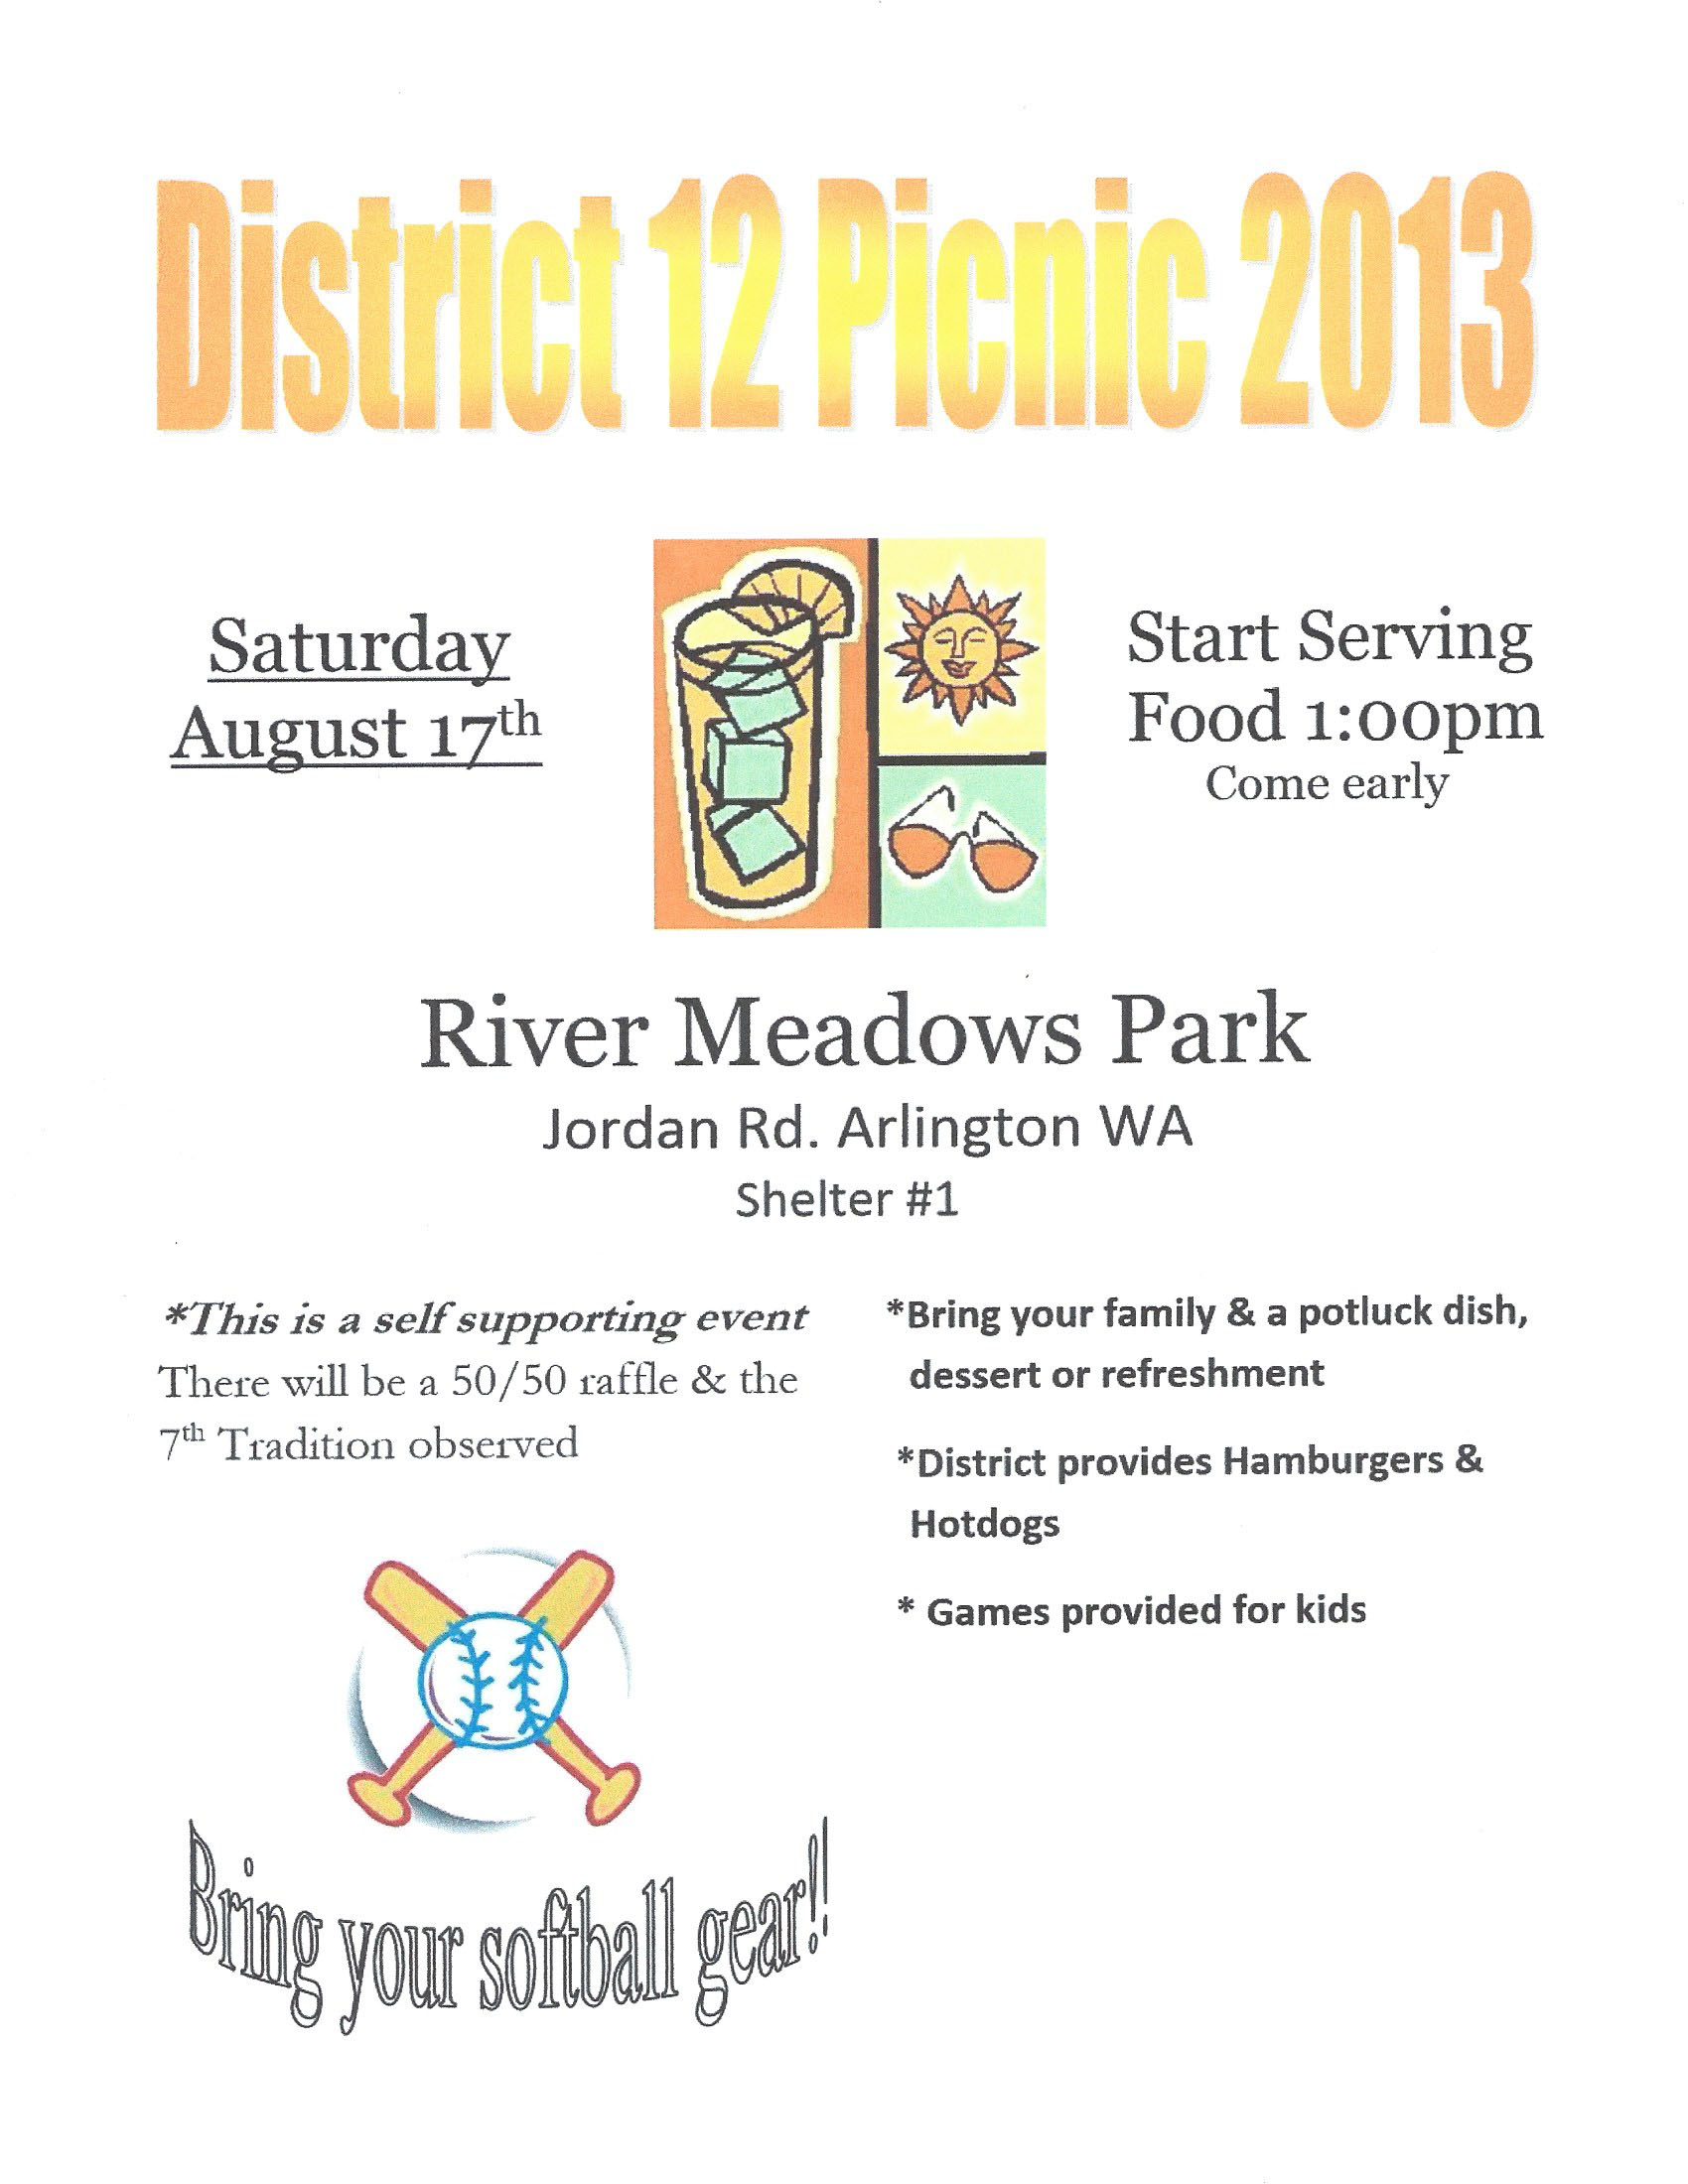 District 12 Picnic 2013
Saturday
August 17th
Start Serving
Food 1:00pm
Come early
River Meadows Park
Jordan Rd. Arlington WA
Shelter #1
*This is a self supporting event
There will be a 50/50 raffle & the
7th Tradition observed
*Bring your family & a potluck dish,
dessert or refreshment
*District provides Hamburgers &
Hotdogs
* Games provided for kids
Bring your softball gear!!